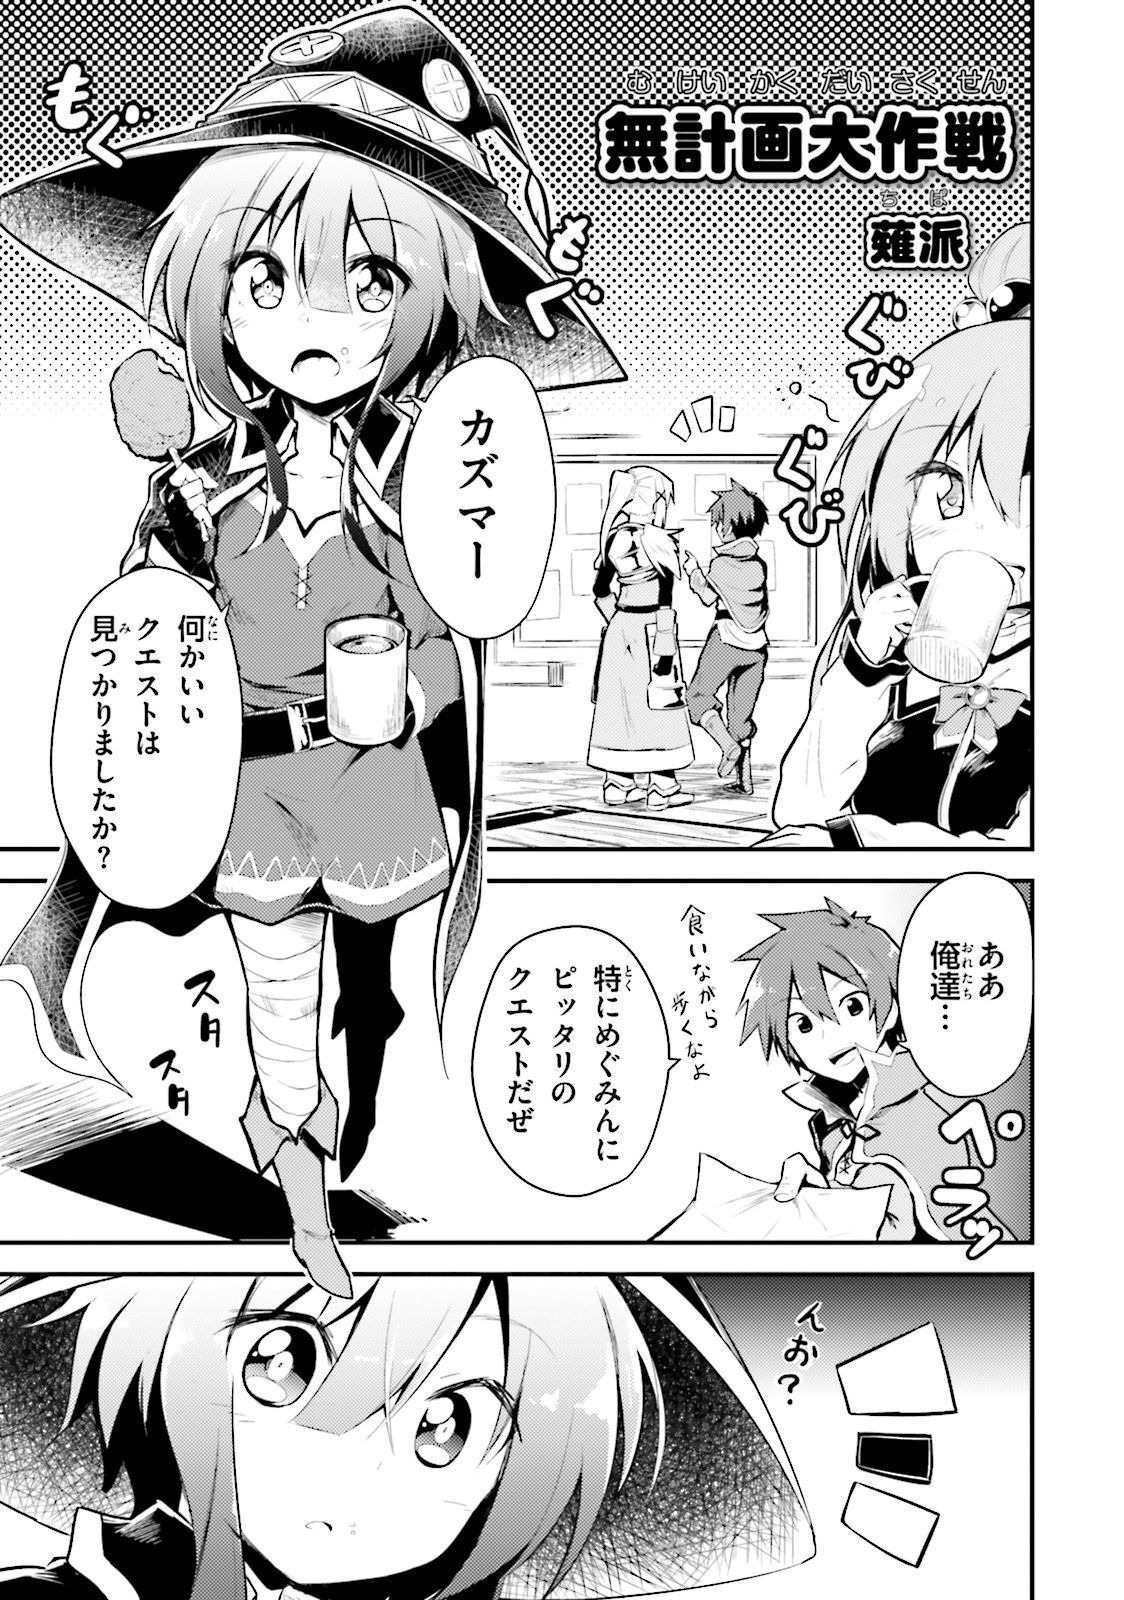 む けい かく だい さく せん
無計画大作戦
ち ぱ
薙派
もぐ
もぐ
ぐび
ぐび
カズマー
何かいい
なに
クエストは
見つかりましたか?
み
ああ
俺達…
おれたち
食いながら
歩くなよ
特にめぐみんに
とく
ピッタリの
クエストだぜ
ペラッ
スタ
スタ
んお?